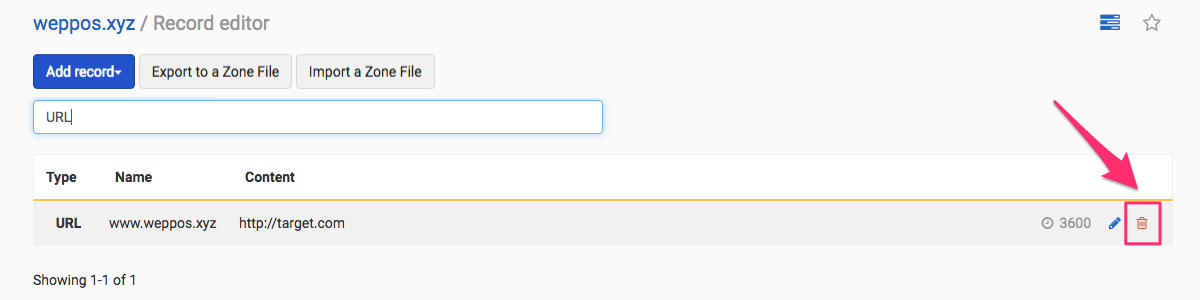 weppos.xyz / Record editor
Add record
Export to a Zone File
Import a Zone File
URL
Type Name Content
URL www.weppos.xyz http://target.com 3600
Showing 1-1 of 1